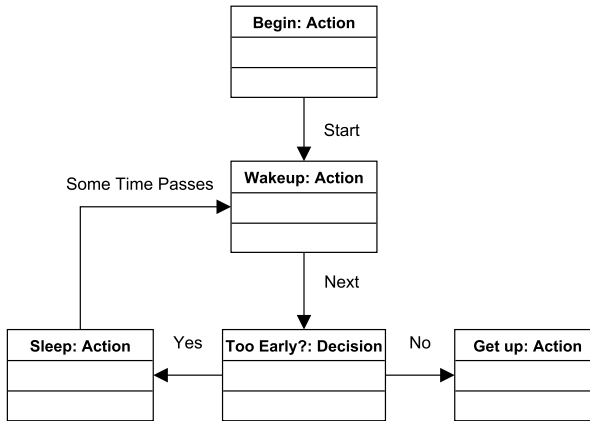 Begin: Action
Start
Some Time Passes
Wakeup: Action
Next
Sleep: Action
Yes
Too Early?: Decision
No
Get up: Action